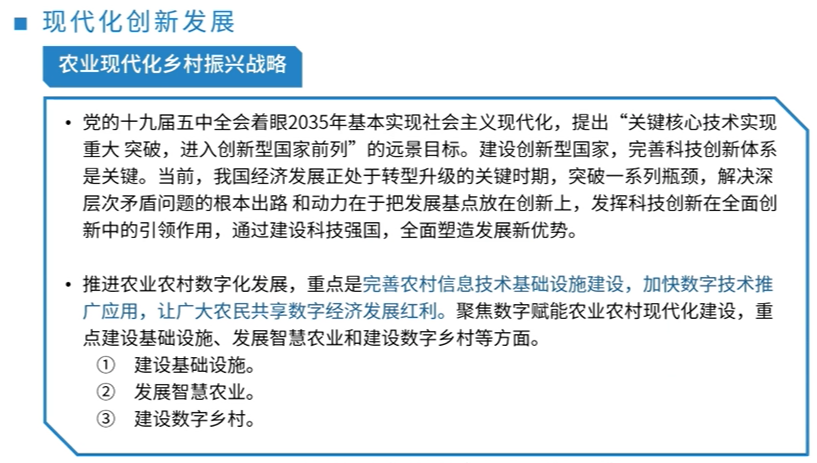 现代化创新发展
农业现代化乡村振兴战略
• 党的十九届五中全会着眼2035年基本实现社会主义现代化，提出“关键核心技术实现
重大 突破，进入创新型国家前列”的远景目标。建设创新型国家，完善科技创新体系
是关键。当前，我国经济发展正处于转型升级的关键时期，突破一系列瓶颈，解决深
层次矛盾问题的根本出路 和动力在于把发展基点放在创新上，发挥科技创新在全面创
新中的引领作用，通过建设科技强国，全面塑造发展新优势。
• 推进农业农村数字化发展，重点是完善农村信息技术基础设施建设，加快数字技术推
广应用，让广大农民共享数字经济发展红利。聚焦数字赋能农业农村现代化建设，重
点建设基础设施、发展智慧农业和建设数字乡村等方面。
① 建设基础设施。
② 发展智慧农业。
③ 建设数字乡村。